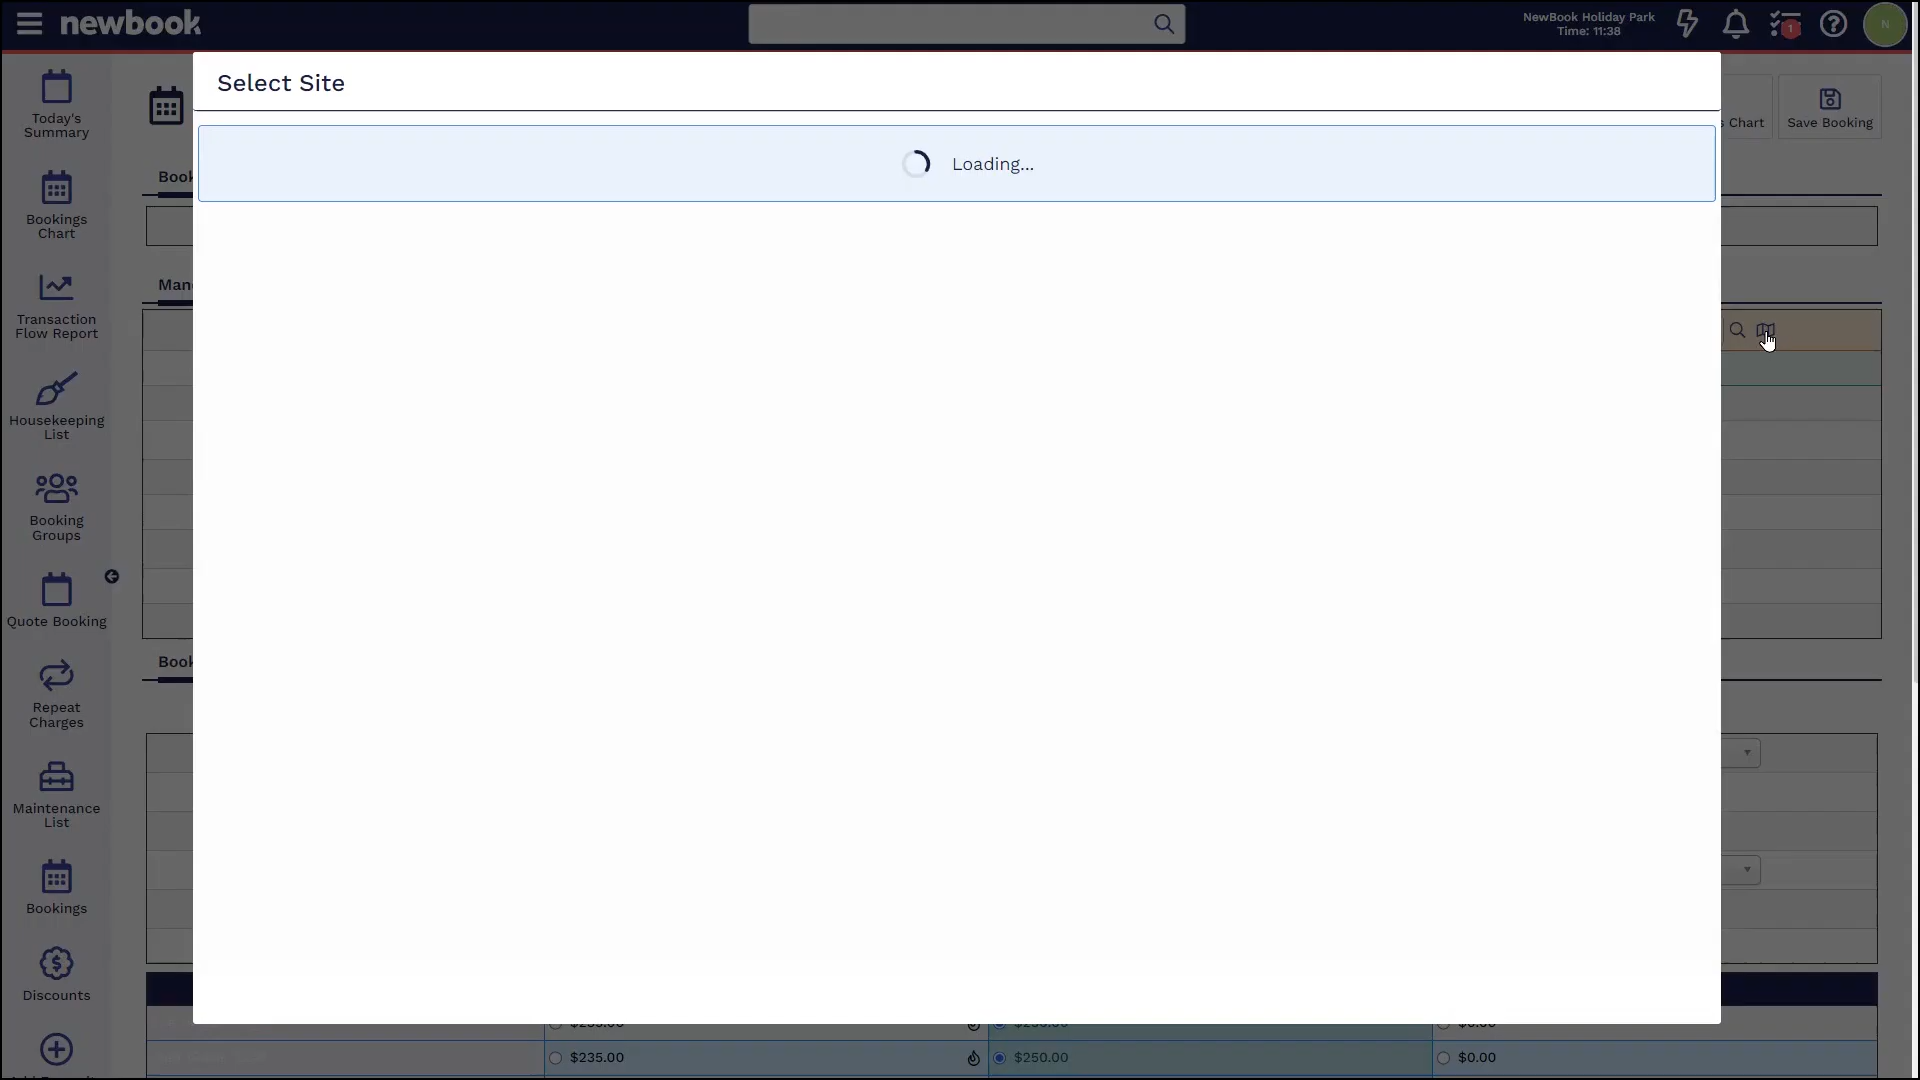 newbook
NewBook Holiday Park
Time: 11:38
1
N
Select Site
Loading...
Today's
Summary
Bookings
Chart
Transaction
Flow Report
Housekeeping
List
Booking
Groups
Quote Booking
Repeat
Charges
Maintenance
List
Bookings
Discounts
Chart
Save Booking
Book
Man
Book
$235.00
$250.00
$0.00